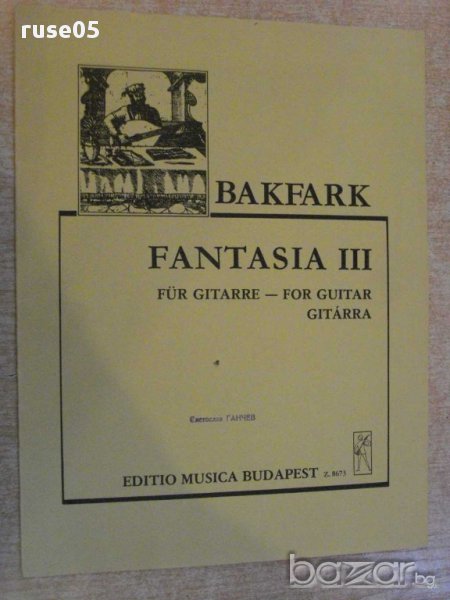 ruse05
BAKFARK
FANTASIA III
FÜR GITARRE — FOR GUITAR
GITÁRRA
Светослав ГАНЧЕВ
EDITIO MUSICA BUDAPEST Z. 8673
bazar.bg